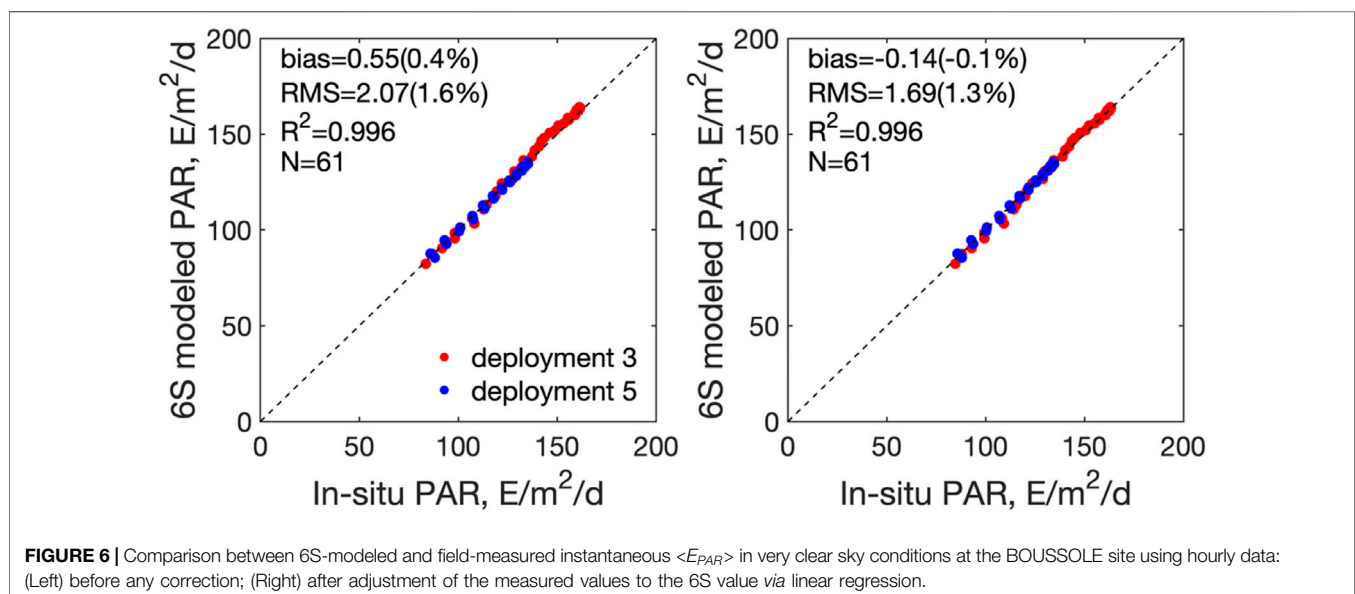 200
150
100
50
0
6S modeled PAR, E/m²/d
bias=0.55(0.4%)
RMS=2.07(1.6%)
R²=0.996
N=61
deployment 3
deployment 5
0 50 100 150 200
In-situ PAR, E/m²/d
200
150
100
50
0
6S modeled PAR, E/m²/d
bias=-0.14(-0.1%)
RMS=1.69(1.3%)
R²=0.996
N=61
0 50 100 150 200
In-situ PAR, E/m²/d
FIGURE 6 | Comparison between 6S-modeled and field-measured instantaneous <E_PAR> in very clear sky conditions at the BOUSSOLE site using hourly data:
(Left) before any correction; (Right) after adjustment of the measured values to the 6S value via linear regression.